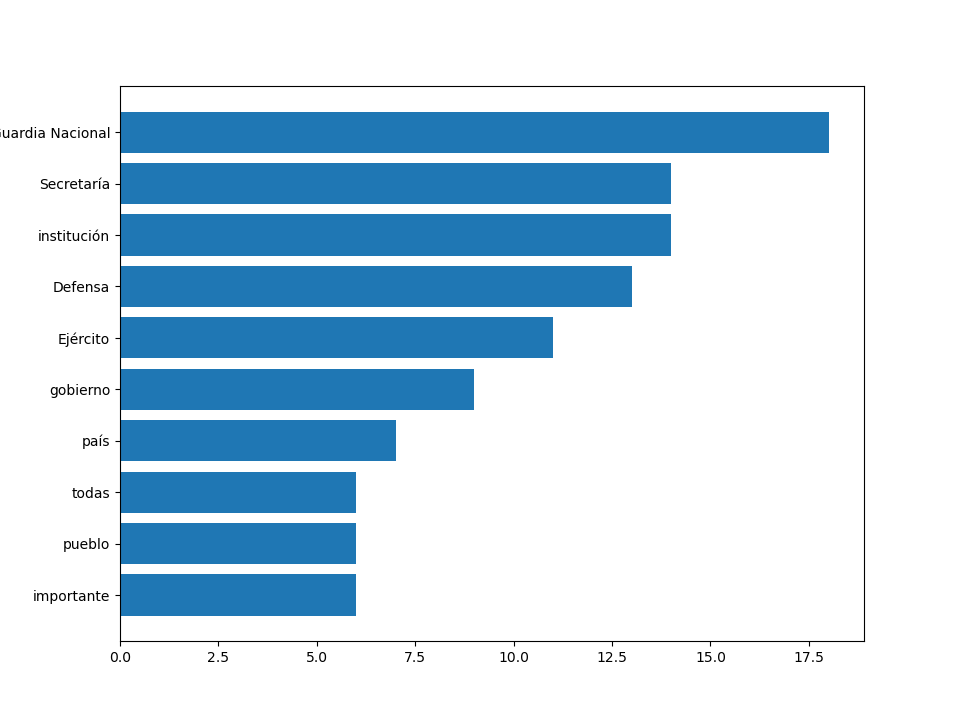 Guardia Nacional
Secretaría
institución
Defensa
Ejército
gobierno
país
todas
pueblo
importante
0.0 2.5 5.0 7.5 10.0 12.5 15.0 17.5